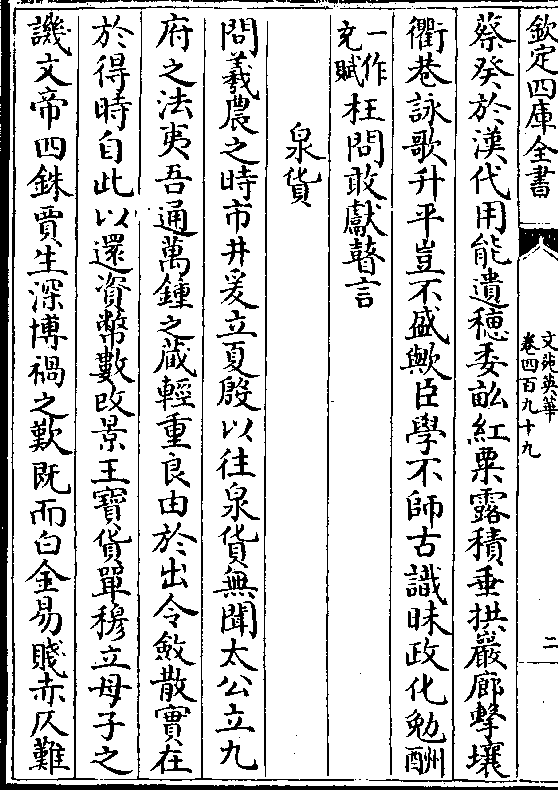 欽定四庫全書
文苑英華
卷四百九十九
二
蔡癸於漢代用能遺穂委畝紅粟露積垂拱巖廊擊壤
衢巷詠歌升平豈不盛歟臣學不師古識昧政化勉酬
一作充賦枉問敢獻瞽言
泉貨
問羲農之時市井爰立夏殷以往泉貨無聞太公立九
府之法夷吾通萬鍾之蔵輕重良由於出令斂散實在
於得時自此以還資幣數改景王寶貨單穆立母子之
譏文帝四銖賈生深博禍之歎既而白金易賤赤仄難